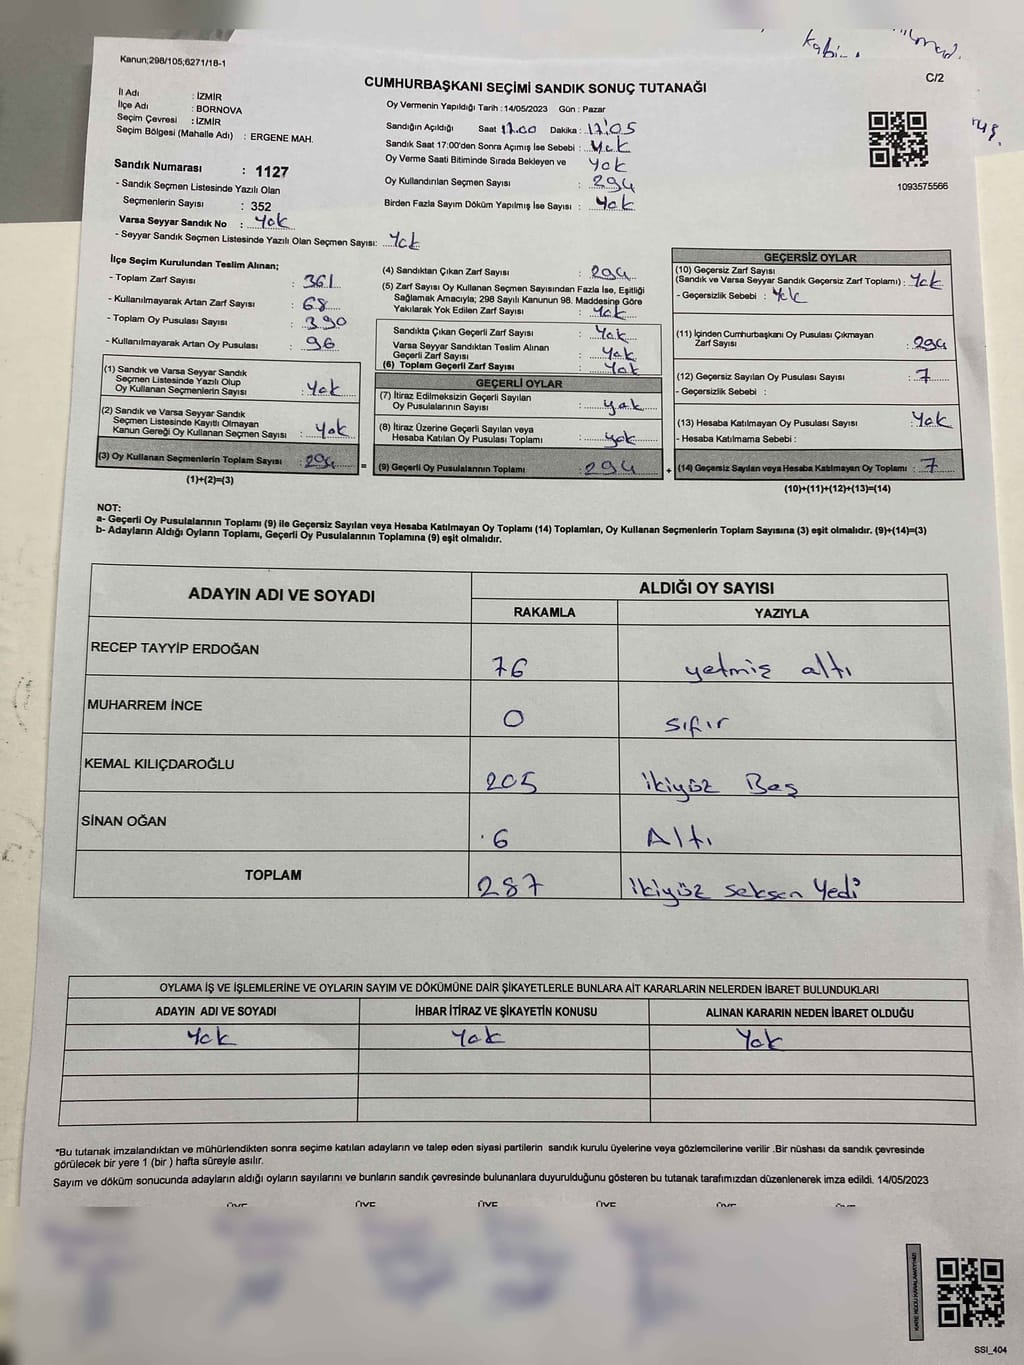 Kanun;298/105;6271/18-1
C/2
CUMHURBAŞKANI SEÇİMİ SANDIK SONUÇ TUTANAĞI
İl Adı : İZMİR
İlçe Adı : BORNOVA
Seçim Çevresi : İZMİR
Seçim Bölgesi (Mahalle Adı) : ERGENE MAH.
Sandık Numarası : 1127
- Sandık Seçmen Listesinde Yazılı Olan
Seçmenlerin Sayısı : 352
Varsa Seyyar Sandık No : Yok
- Seyyar Sandık Seçmen Listesinde Yazılı Olan Seçmen Sayısı: Yok
Oy Vermenin Yapıldığı Tarih : 14/05/2023 Gün : Pazar
Sandığın Açıldığı Saat 17.00 Dakika : 17:05
Sandık Saat 17:00'den Sonra Açımış İse Sebebi : Yok
Oy Verme Saati Bitiminde Sırada Bekleyen ve Yok
Oy Kullandırılan Seçmen Sayısı : 294
Birden Fazla Sayım Döküm Yapılmış İse Sayısı : Yok
1093575566
İlçe Seçim Kurulundan Teslim Alınan;
- Toplam Zarf Sayısı : 361
- Kullanılmayarak Artan Zarf Sayısı : 68
- Toplam Oy Pusulası Sayısı : 390
- Kullanılmayarak Artan Oy Pusulası : 96
(1) Sandık ve Varsa Seyyar Sandık
Seçmen Listesinde Yazılı Olup
Oy Kullanan Seçmenlerin Sayısı : Yok
(2) Sandık ve Varsa Seyyar Sandık
Seçmen Listesinde Kayıtlı Olmayan
Kanun Gereği Oy Kullanan Seçmen Sayısı : Yok
(3) Oy Kullanan Seçmenlerin Toplam Sayısı : 294 =
(1)+(2)=(3)
(4) Sandıktan Çıkan Zarf Sayısı : 294
(5) Zarf Sayısı Oy Kullanan Seçmen Sayısından Fazla İse, Eşitliği
Sağlamak Amacıyla; 298 Sayılı Kanunun 98. Maddesine Göre
Yakılarak Yok Edilen Zarf Sayısı : Yok
Sandıkta Çıkan Geçerli Zarf Sayısı : Yok
Varsa Seyyar Sandıktan Teslim Alınan
Geçerli Zarf Sayısı : Yok
(6) Toplam Geçerli Zarf Sayısı : Yok
GEÇERLİ OYLAR
(7) İtiraz Edilmeksizin Geçerli Sayılan
Oy Pusulalarının Sayısı : yok
(8) İtiraz Üzerine Geçerli Sayılan veya
Hesaba Katılan Oy Pusulası Toplamı : yok
(9) Geçerli Oy Pusulalarının Toplamı : 294 +
GEÇERSİZ OYLAR
(10) Geçersiz Zarf Sayısı
(Sandık ve Varsa Seyyar Sandık Geçersiz Zarf Toplamı) : Yok
- Geçersizlik Sebebi : Yok
(11) İçinden Cumhurbaşkanı Oy Pusulası Çıkmayan
Zarf Sayısı : 294
(12) Geçersiz Sayılan Oy Pusulası Sayısı : 7
- Geçersizlik Sebebi :
(13) Hesaba Katılmayan Oy Pusulası Sayısı : Yok
- Hesaba Katılmama Sebebi :
(14) Geçersiz Sayılan veya Hesaba Katılmayan Oy Toplamı : 7
(10)+(11)+(12)+(13)=(14)
NOT:
a- Geçerli Oy Pusulalarının Toplamı (9) ile Geçersiz Sayılan veya Hesaba Katılmayan Oy Toplamı (14) Toplamları, Oy Kullanan Seçmenlerin Toplam Sayısına (3) eşit olmalıdır. (9)+(14)=(3)
b- Adayların Aldığı Oyların Toplamı, Geçerli Oy Pusulalarının Toplamına (9) eşit olmalıdır.
ADAYIN ADI VE SOYADI ALDIĞI OY SAYISI
RAKAMLA YAZIYLA
RECEP TAYYİP ERDOĞAN 76 yetmiş altı
MUHARREM İNCE 0 sıfır
KEMAL KILIÇDAROĞLU 205 ikiyüz Beş
SİNAN OĞAN 6 Altı
TOPLAM 287 ikiyüz seksen Yedi
OYLAMA İŞ VE İŞLEMLERİNE VE OYLARIN SAYIM VE DÖKÜMÜNE DAİR ŞİKAYETLERLE BUNLARA AİT KARARLARIN NELERDEN İBARET BULUNDUKLARI
ADAYIN ADI VE SOYADI İHBAR İTİRAZ VE ŞİKAYETİN KONUSU ALINAN KARARIN NEDEN İBARET OLDUĞU
Yok Yok Yok
*Bu tutanak imzalandıktan ve mühürlendikten sonra seçime katılan adayların ve talep eden siyasi partilerin sandık kurulu üyelerine veya gözlemcilerine verilir .Bir nüshası da sandık çevresinde
görülecek bir yere 1 (bir ) hafta süreyle asılır.
Sayım ve döküm sonucunda adayların aldığı oyların sayılarını ve bunların sandık çevresinde bulunanlara duyurulduğunu gösteren bu tutanak tarafımızdan düzenlenerek imza edildi. 14/05/2023
ÜYE ÜYE ÜYE ÜYE ÜYE
SSI_404